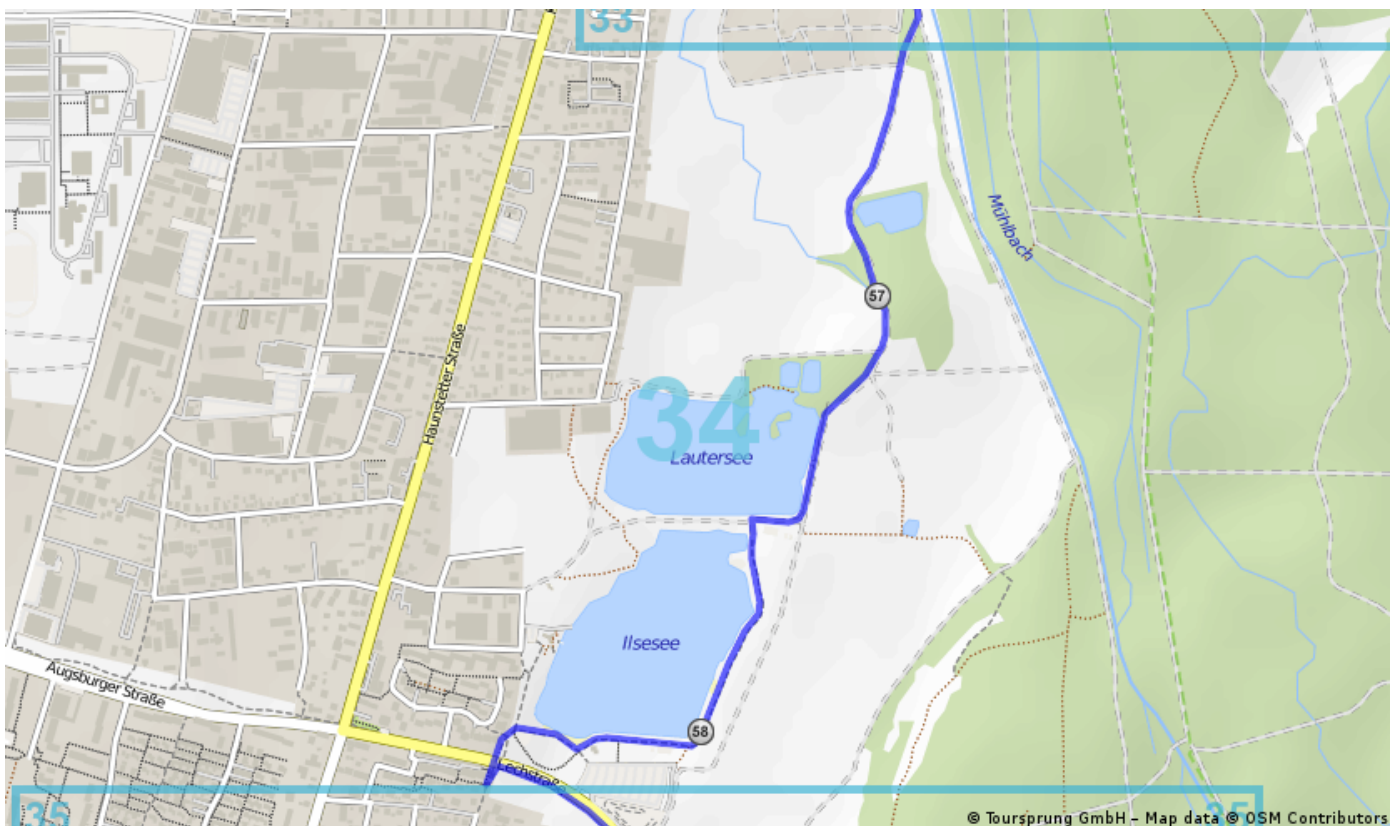 33
Mühlbach
57
Haunstetter Straße
34
Lautersee
Ilsesee
Augsburger Straße
58
Lechstraße
35
35
© Toursprung GmbH – Map data © OSM Contributors